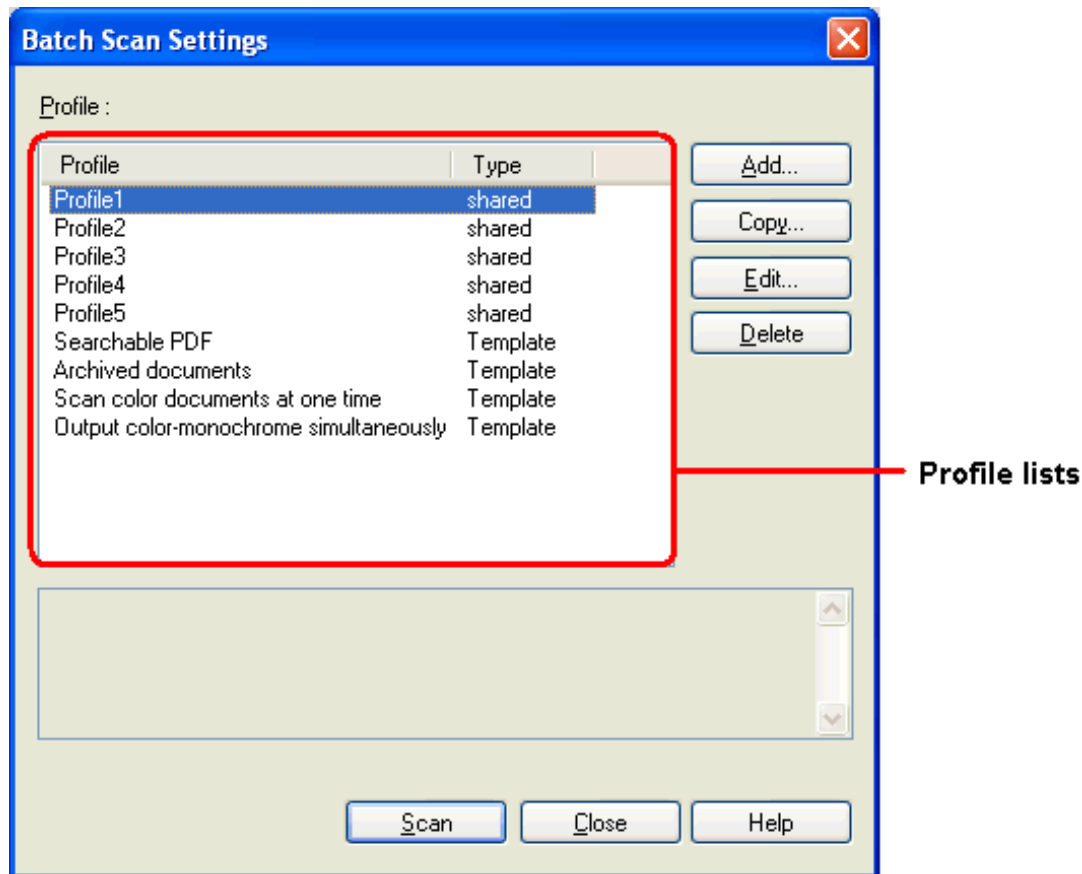 Batch Scan Settings
Profile :
Profile Type
Profile1 shared
Profile2 shared
Profile3 shared
Profile4 shared
Profile5 shared
Searchable PDF Template
Archived documents Template
Scan color documents at one time Template
Output color-monochrome simultaneously Template
Add...
Copy...
Edit...
Delete
Profile lists
Scan Close Help